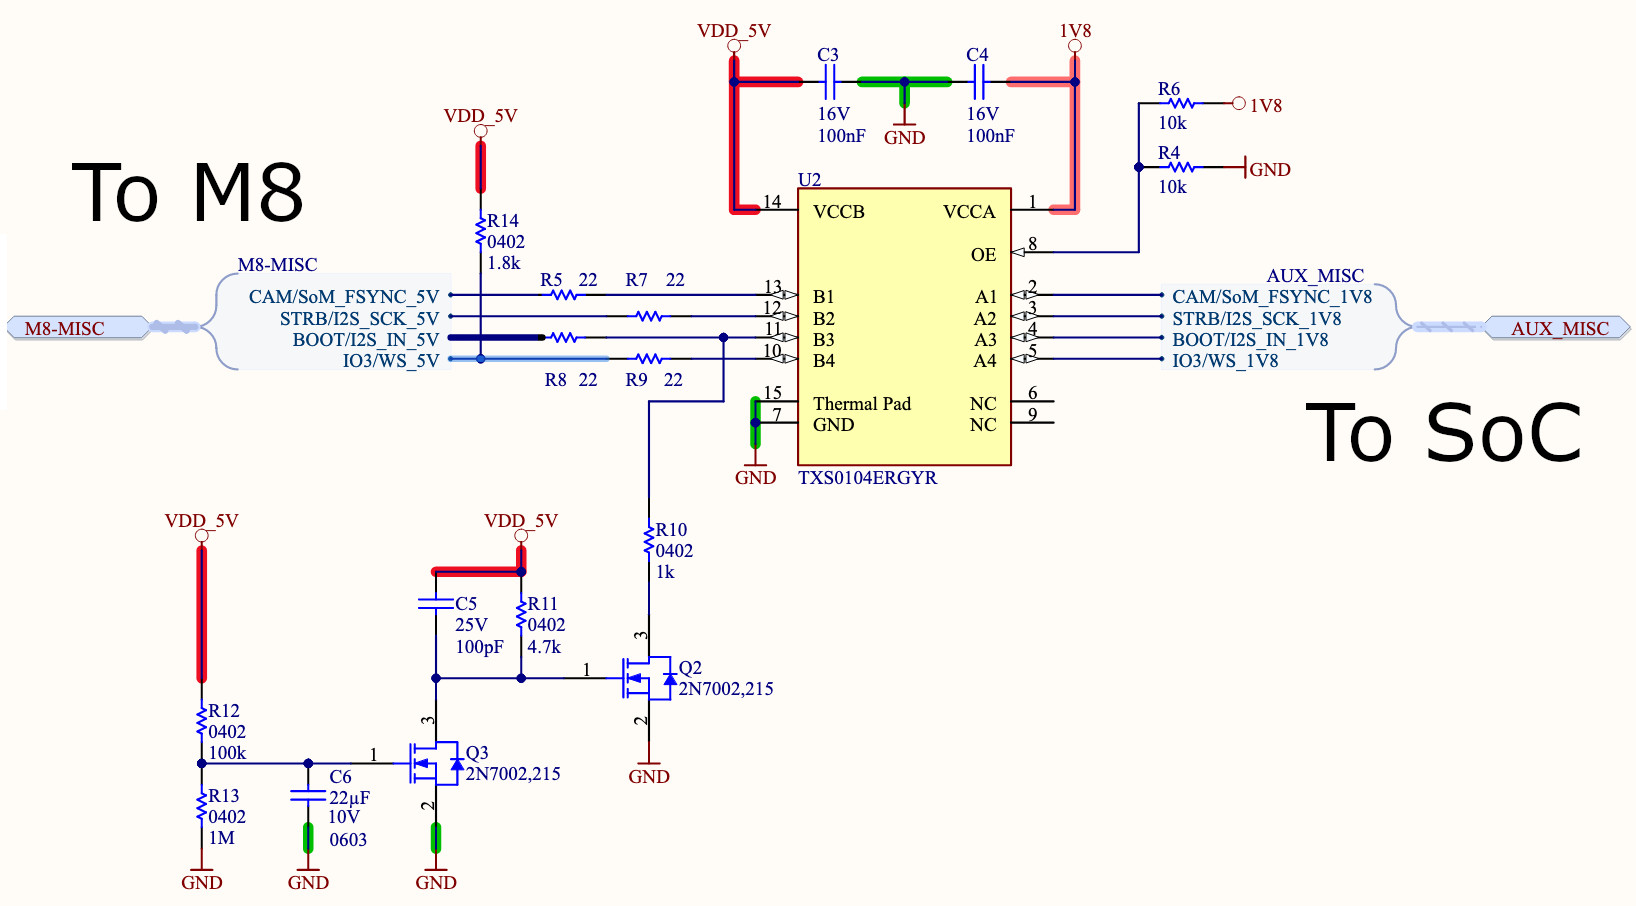 VDD_5V
1V8
C3
C4
R6
1V8
16V
100nF
GND
16V
100nF
10k
VDD_5V
R4
GND
10k
To M8
U2
14
VCCB
VCCA
1
R14
0402
1.8k
OE
8
M8-MISC
R5 22
R7 22
AUX_MISC
CAM/SoM_FSYNC_5V
13
B1
A1
2
CAM/SoM_FSYNC_1V8
STRB/I2S_SCK_5V
12
B2
A2
3
STRB/I2S_SCK_1V8
M8-MISC
AUX_MISC
BOOT/I2S_IN_5V
11
B3
A3
4
BOOT/I2S_IN_1V8
IO3/WS_5V
10
B4
A4
5
IO3/WS_1V8
R8 22
R9 22
15
Thermal Pad
NC
6
7
GND
NC
9
To SoC
GND
TXS0104ERGYR
VDD_5V
VDD_5V
R10
0402
1k
C5
25V
100pF
R11
0402
4.7k
3
1
Q2
2N7002,215
2
GND
R12
0402
100k
3
1
Q3
2N7002,215
2
C6
22µF
10V
0603
R13
0402
1M
GND
GND
GND